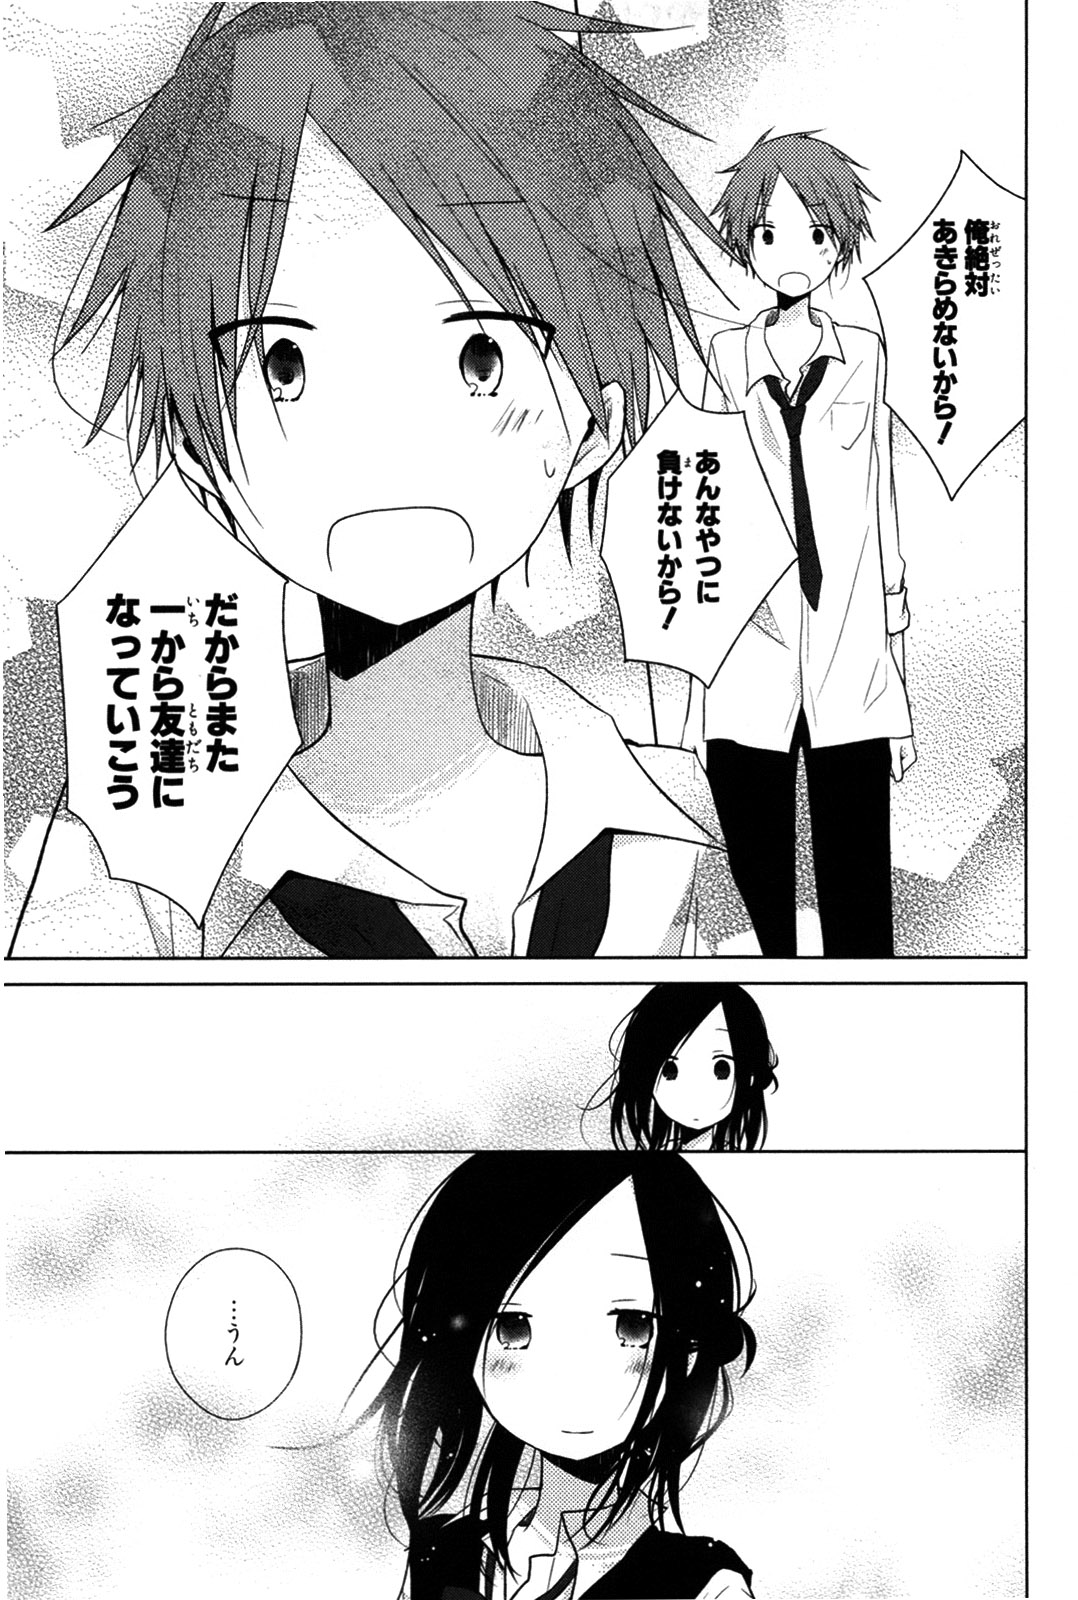 俺絶対
あきらめないから!
あんなやつに
負けないから!
だからまた
一から友達に
なっていこう
…うん